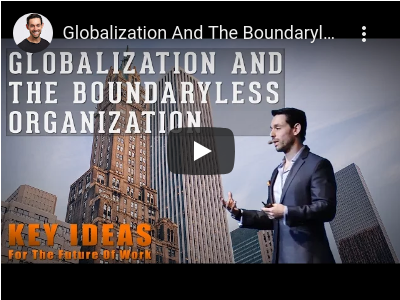 Globalization And The Boundaryl...
GLOBALIZATION AND
THE BOUNDARYLESS
ORGANIZATION
KEY IDEAS
For The Future Of Work